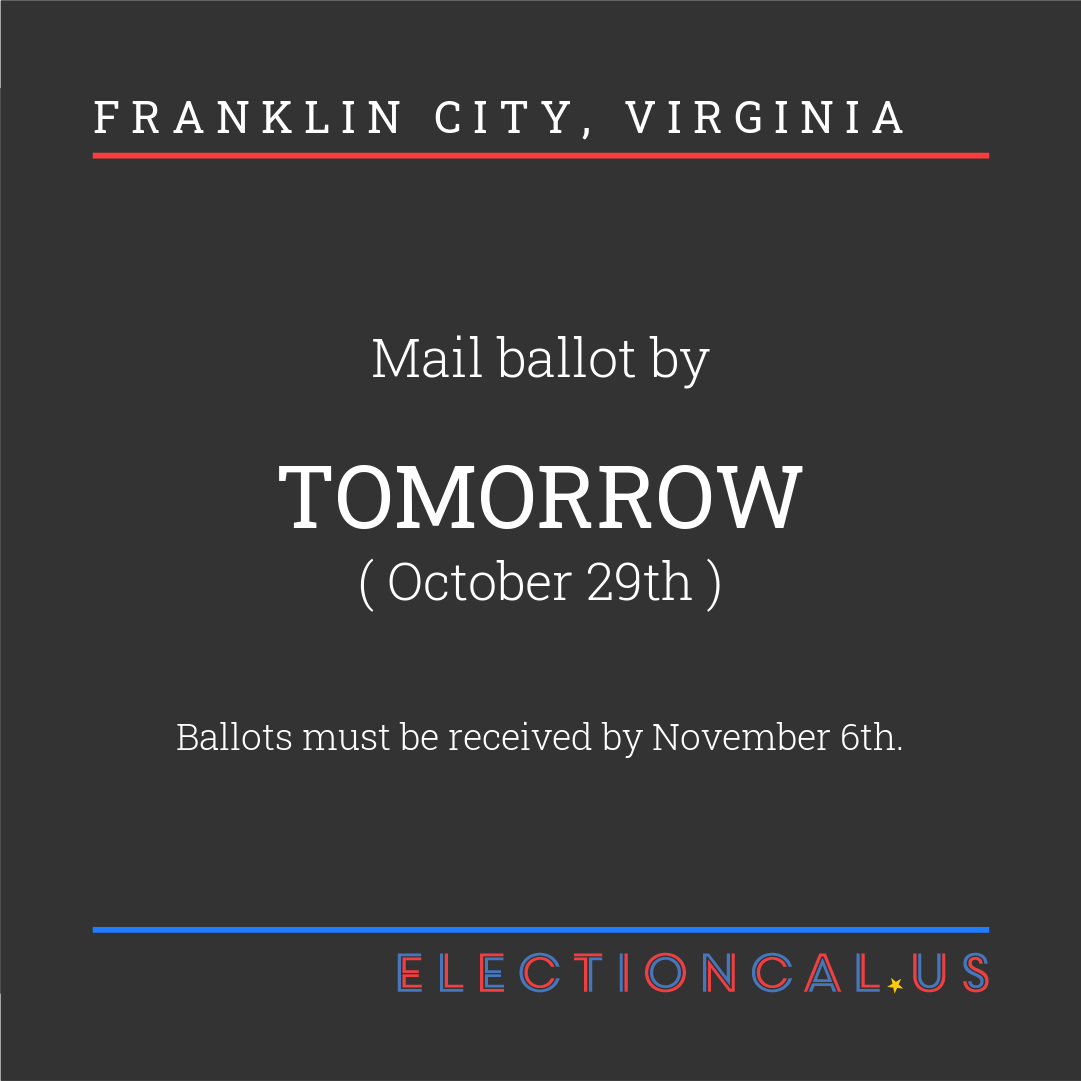 FRANKLIN CITY, VIRGINIA
Mail ballot by
TOMORROW
( October 29th )
Ballots must be received by November 6th.
ELECTIONCAL.US